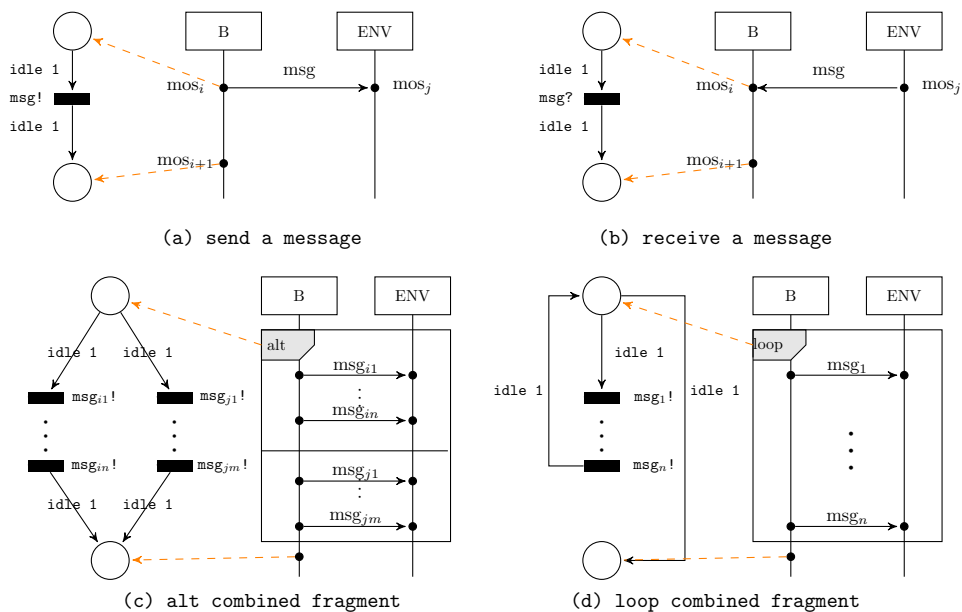 B ENV
idle 1 msg
mos_i mos_j
msg!
idle 1
mos_{i+1}
(a) send a message
B ENV
idle 1 msg
mos_i mos_j
msg?
idle 1
mos_{i+1}
(b) receive a message
B ENV
alt
idle 1 idle 1
msg_{i1}
msg_{i1}! msg_{j1}!
msg_{in}
msg_{in}! msg_{jm}!
msg_{j1}
idle 1 idle 1
msg_{jm}
(c) alt combined fragment
B ENV
loop
idle 1
msg_1
idle 1 idle 1
msg_1!
msg_n!
msg_n
(d) loop combined fragment